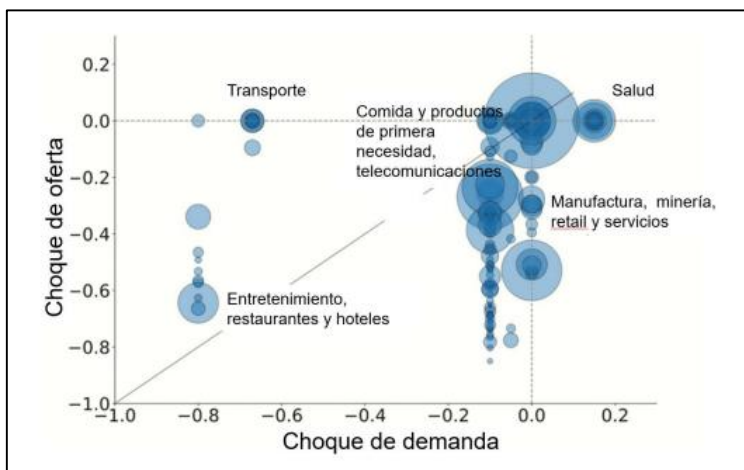 Choque de oferta
0.2
0.0
−0.2
−0.4
−0.6
−0.8
−1.0
Transporte
Comida y productos
de primera
necesidad,
telecomunicaciones
Salud
Manufactura, minería,
retail y servicios
Entretenimiento,
restaurantes y hoteles
−1.0 −0.8 −0.6 −0.4 −0.2 0.0 0.2
Choque de demanda